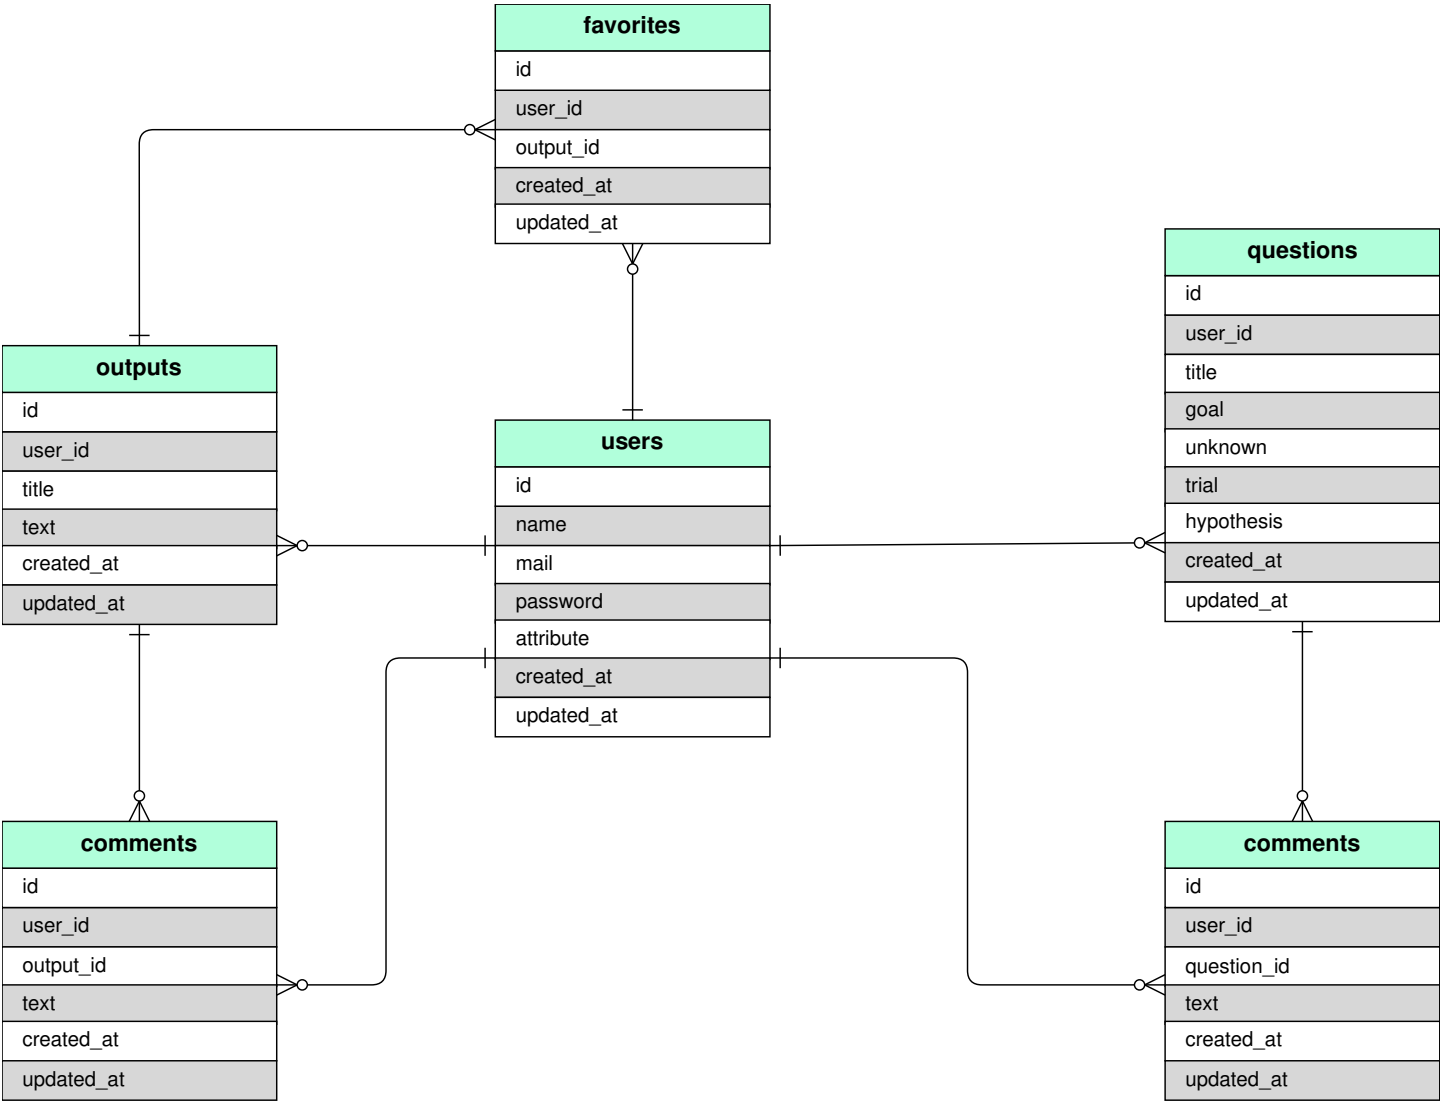 favorites
id
user_id
output_id
created_at
updated_at
questions
id
user_id
title
goal
unknown
trial
hypothesis
created_at
updated_at
outputs
id
user_id
title
text
created_at
updated_at
users
id
name
mail
password
attribute
created_at
updated_at
comments
id
user_id
output_id
text
created_at
updated_at
comments
id
user_id
question_id
text
created_at
updated_at